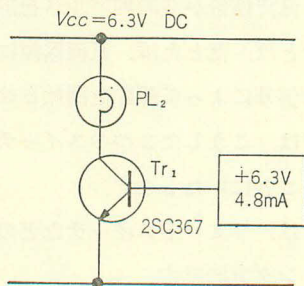 Vcc=6.3V DC
PL₂
Tr₁
+6.3V
4.8mA
2SC367